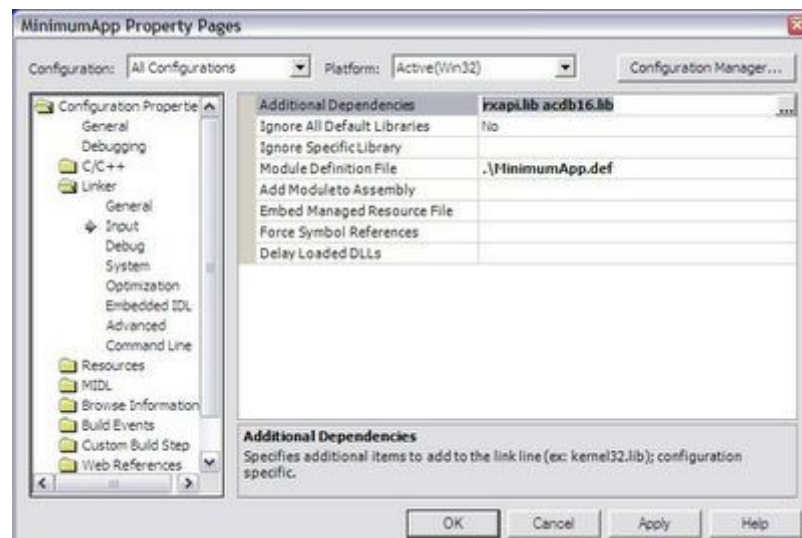 MinimumApp Property Pages
Configuration: All Configurations Platform: Active(Win32) Configuration Manager...
Configuration Propertie
General
Debugging
C/C++
Linker
General
Input
Debug
System
Optimization
Embedded IDL
Advanced
Command Line
Resources
MIDL
Browse Information
Build Events
Custom Build Step
Web References
Additional Dependencies rxapi.lib acdb16.lib ...
Ignore All Default Libraries No
Ignore Specific Library
Module Definition File .\MinimumApp.def
Add Module to Assembly
Embed Managed Resource File
Force Symbol References
Delay Loaded DLLs
Additional Dependencies
Specifies additional items to add to the link line (ex: kernel32.lib); configuration
specific.
OK Cancel Apply Help